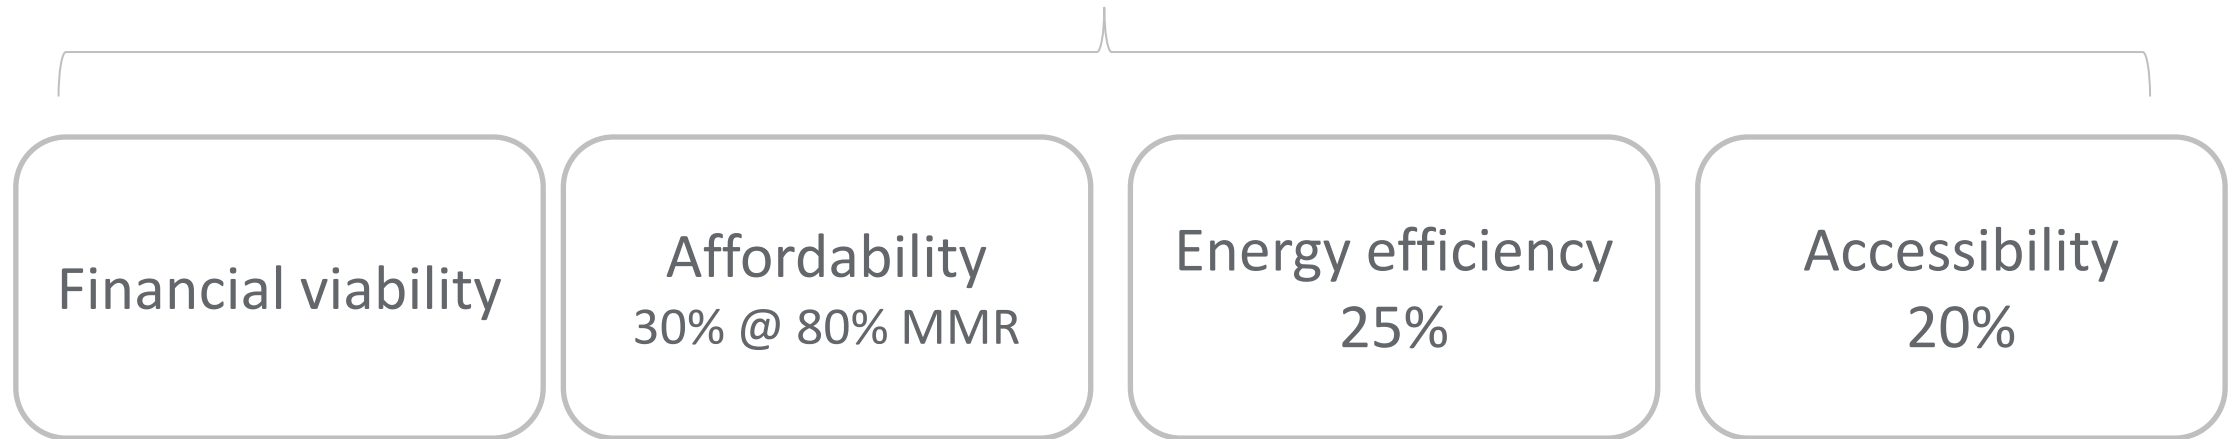 Financial viability
Affordability
30% @ 80% MMR
Energy efficiency
25%
Accessibility
20%